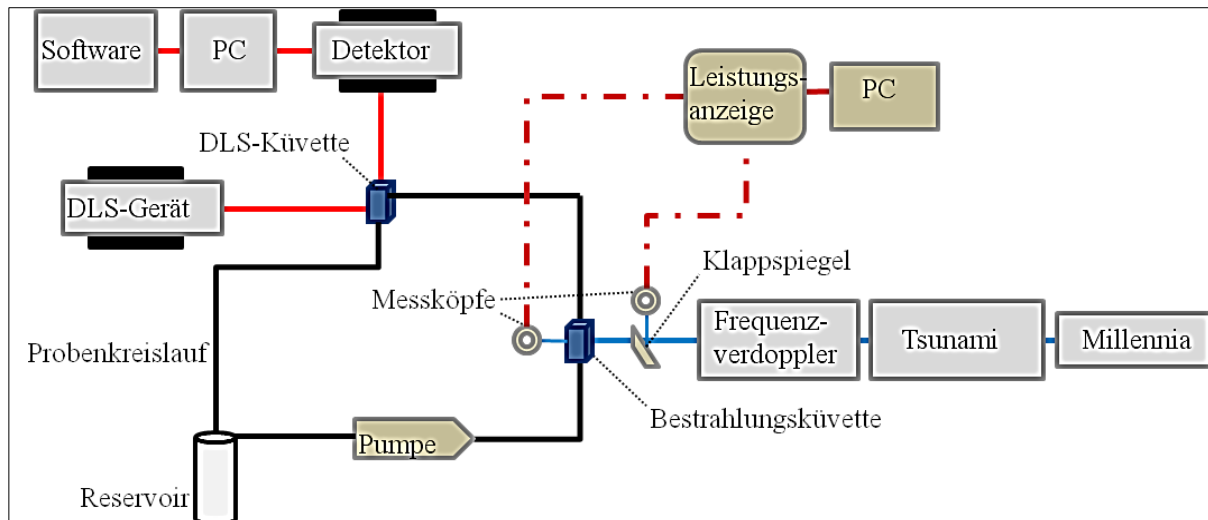 Software
PC
Detektor
Leistungs-
anzeige
PC
DLS-Küvette
DLS-Gerät
Klappspiegel
Messköpfe
Probenkreislauf
Frequenz-
verdoppler
Tsunami
Millennia
Bestrahlungsküvette
Pumpe
Reservoir